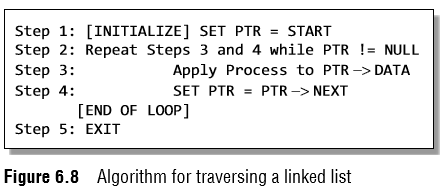 Step 1: [INITIALIZE] SET PTR = START
Step 2: Repeat Steps 3 and 4 while PTR != NULL
Step 3: Apply Process to PTR->DATA
Step 4: SET PTR = PTR->NEXT
[END OF LOOP]
Step 5: EXIT
Figure 6.8 Algorithm for traversing a linked list